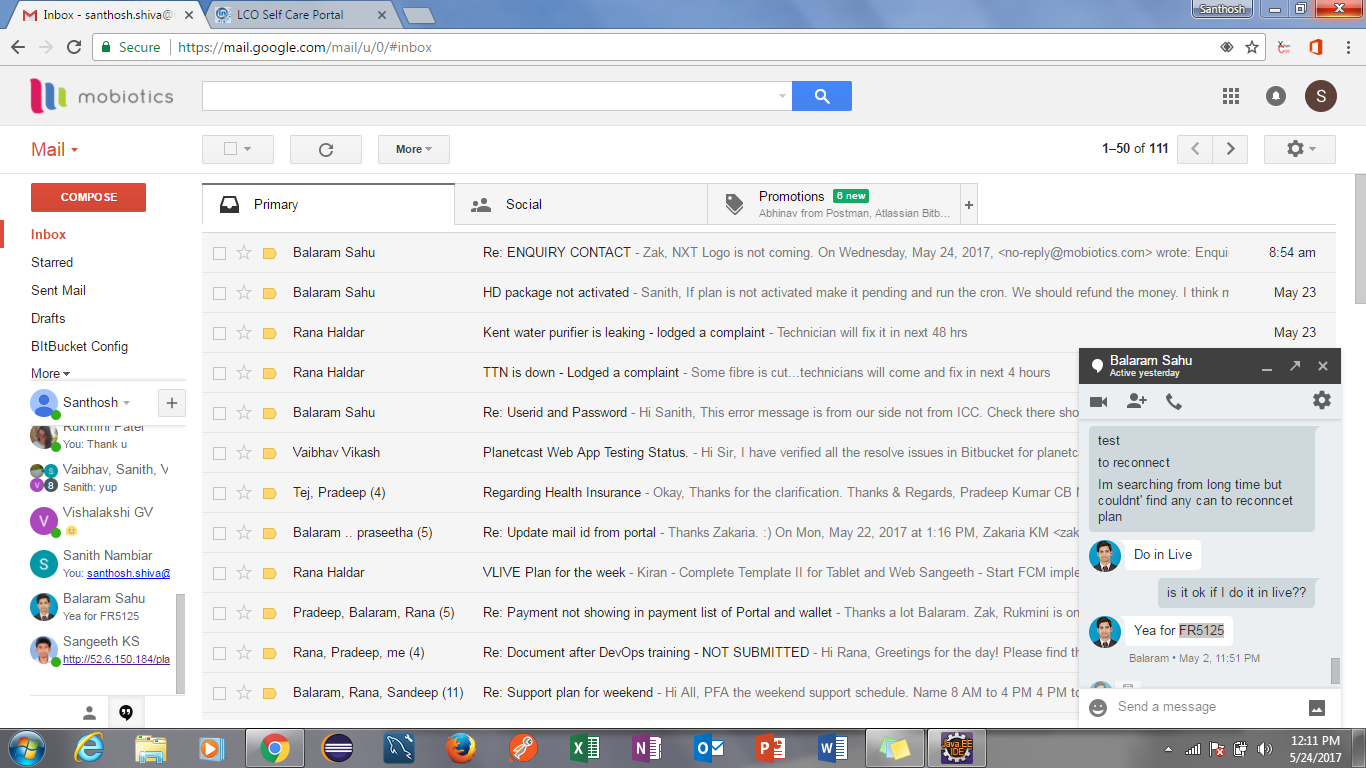 Inbox - santhosh.shiva@
LCO Self Care Portal
Santhosh
Secure
https://mail.google.com/mail/u/0/#inbox
mobiotics
S
Mail
More
1–50 of 111
COMPOSE
Primary
Social
Promotions
6 new
Abhinav from Postman, Atlassian Bitb...
+
Inbox
Starred
Sent Mail
Drafts
BItBucket Config
More
Balaram Sahu Re: ENQUIRY CONTACT - Zak, NXT Logo is not coming. On Wednesday, May 24, 2017, <no-reply@mobiotics.com> wrote: Enqui 8:54 am
Balaram Sahu HD package not activated - Sanith, If plan is not activated make it pending and run the cron. We should refund the money. I think m May 23
Rana Haldar Kent water purifier is leaking - lodged a complaint - Technician will fix it in next 48 hrs May 23
Rana Haldar TTN is down - Lodged a complaint - Some fibre is cut...technicians will come and fix in next 4 hours
Balaram Sahu Re: Userid and Password - Hi Sanith, This error message is from our side not from ICC. Check there sho
Vaibhav Vikash Planetcast Web App Testing Status. - Hi Sir, I have verified all the resolve issues in Bitbucket for planetc
Tej, Pradeep (4) Regarding Health Insurance - Okay, Thanks for the clarification. Thanks & Regards, Pradeep Kumar CB M
Balaram .. praseetha (5) Re: Update mail id from portal - Thanks Zakaria. :) On Mon, May 22, 2017 at 1:16 PM, Zakaria KM <zak
Rana Haldar VLIVE Plan for the week - Kiran - Complete Template II for Tablet and Web Sangeeth - Start FCM imple
Pradeep, Balaram, Rana (5) Re: Payment not showing in payment list of Portal and wallet - Thanks a lot Balaram. Zak, Rukmini is on
Rana, Pradeep, me (4) Re: Document after DevOps training - NOT SUBMITTED - Hi Rana, Greetings for the day! Please find th
Balaram, Rana, Sandeep (11) Re: Support plan for weekend - Hi All, PFA the weekend support schedule. Name 8 AM to 4 PM 4 PM to
Santhosh
+
Rukmini Patel
You: Thank u
S
V
8
Vaibhav, Sanith, V
Sanith: yup
V
Vishalakshi GV
S
Sanith Nambiar
You: santhosh.shiva@
Balaram Sahu
Yea for FR5125
Sangeeth KS
http://52.6.150.184/pla
Balaram Sahu
Active yesterday
test
to reconnect
Im searching from long time but
couldnt' find any can to reconncet
plan
Do in Live
is it ok if I do it in live??
Yea for FR5125
Balaram • May 2, 11:51 PM
Send a message
Java EE
IDE
12:11 PM
5/24/2017